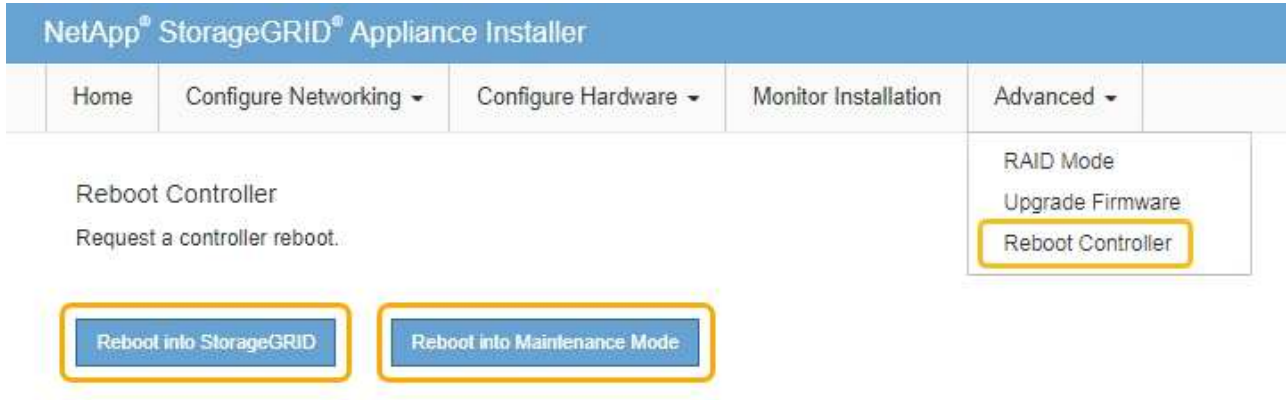 NetApp® StorageGRID® Appliance Installer
Home Configure Networking Configure Hardware Monitor Installation Advanced
RAID Mode
Upgrade Firmware
Reboot Controller
Reboot Controller
Request a controller reboot.
Reboot into StorageGRID Reboot into Maintenance Mode